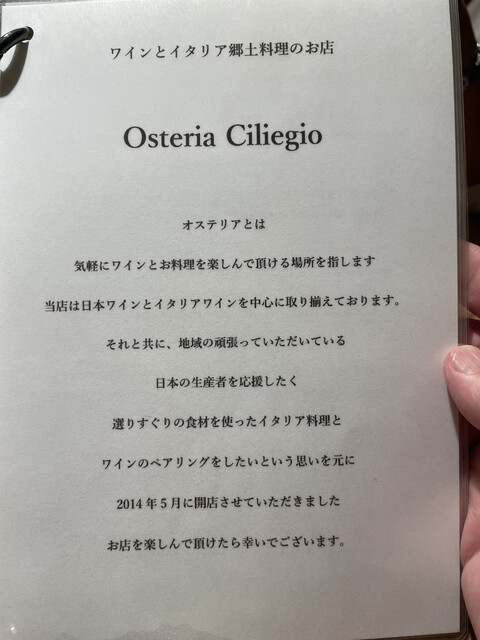 ワインとイタリア郷土料理のお店
Osteria Ciliegio
オステリアとは
気軽にワインとお料理を楽しんで頂ける場所を指します
当店は日本ワインとイタリアワインを中心に取り揃えております。
それと共に、地域の頑張っていただいている
日本の生産者を応援したく
選りすぐりの食材を使ったイタリア料理と
ワインのペアリングをしたいという思いを元に
2014年5月に開店させていただきました
お店を楽しんで頂けたら幸いでございます。